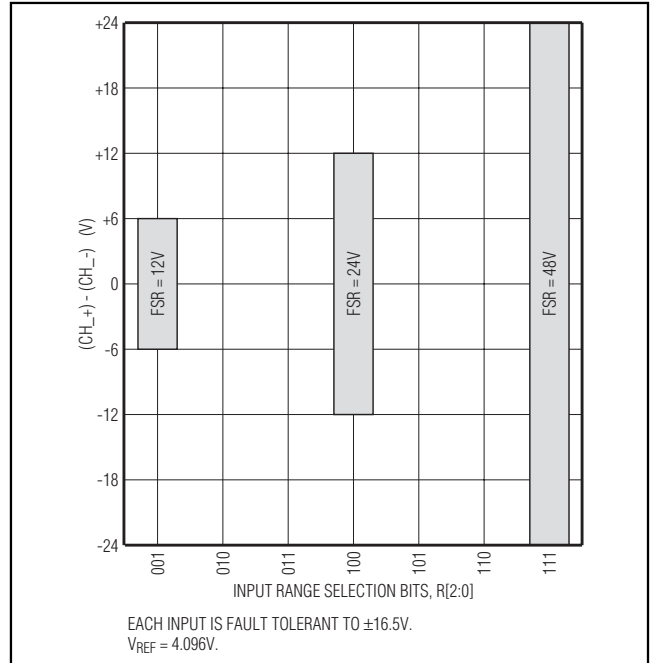 +24
+18
+12
+6
0
-6
-12
-18
-24
(CH_+) - (CH_-) (V)
FSR = 12V
FSR = 24V
FSR = 48V
001
010
011
100
101
110
111
INPUT RANGE SELECTION BITS, R[2:0]
EACH INPUT IS FAULT TOLERANT TO ±16.5V.
VREF = 4.096V.